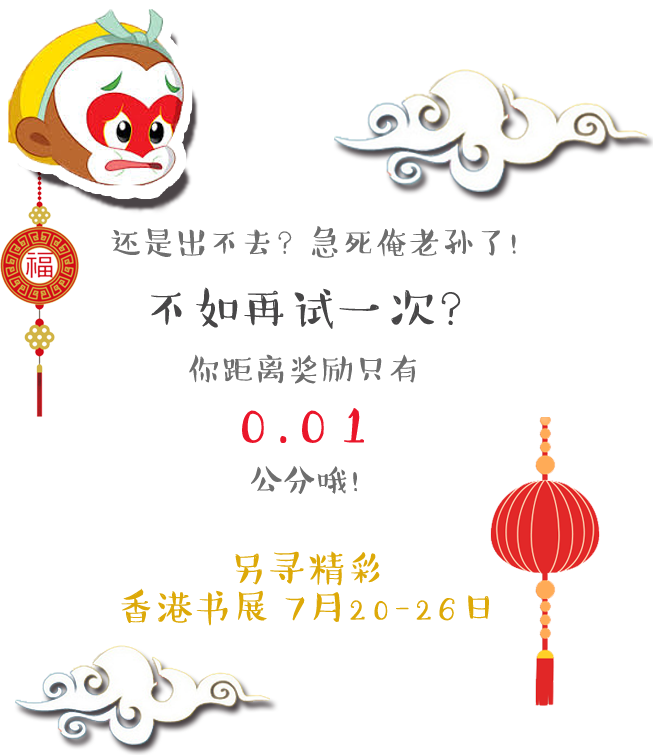 还是出不去？急死俺老孙了！
福
不如再试一次？
你距离奖励只有
0.01
公分哦！
另寻精彩
香港书展 7月20-26日